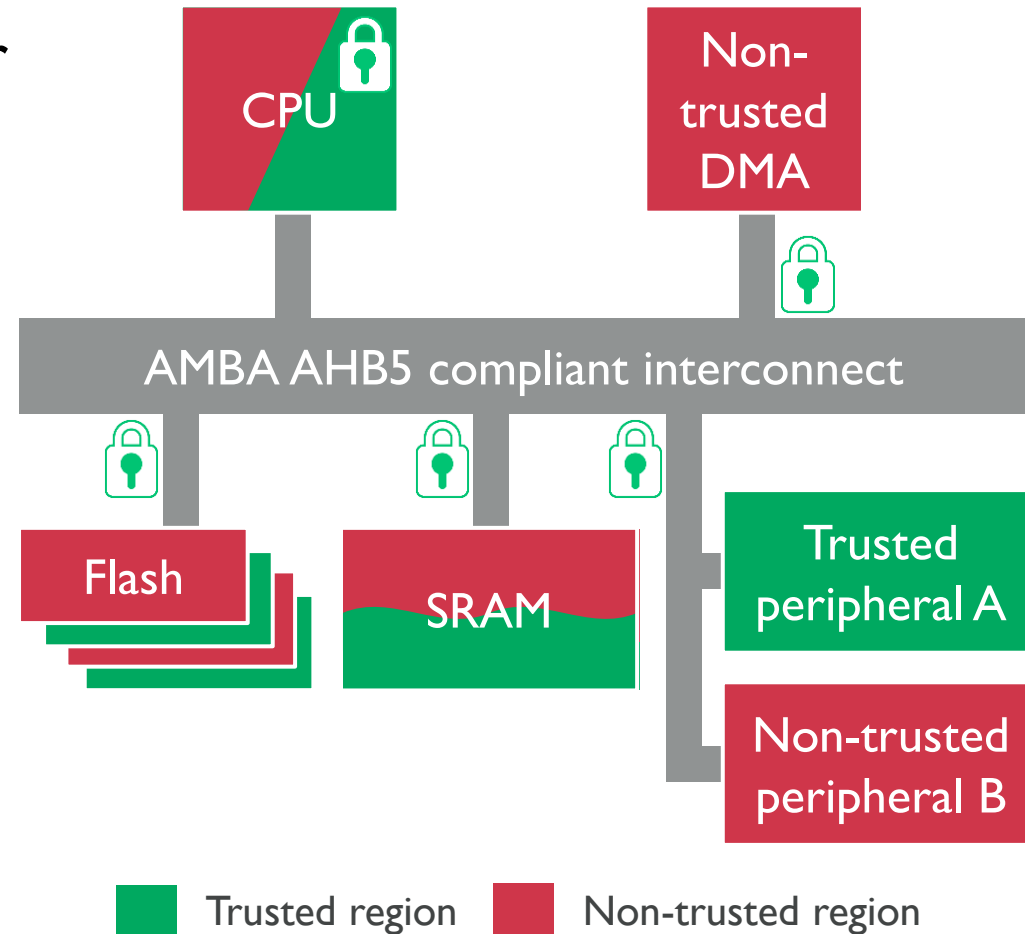 CPU
Non-
trusted
DMA
AMBA AHB5 compliant interconnect
Flash
SRAM
Trusted
peripheral A
Non-trusted
peripheral B
Trusted region
Non-trusted region